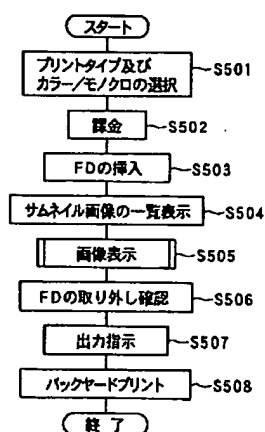 スタート
プリントタイプ及び
カラー/モノクロの選択
S501
課金
S502
FDの挿入
S503
サムネイル画像の一覧表示
S504
画像表示
S505
FDの取り外し確認
S506
出力指示
S507
バックヤードプリント
S508
終了